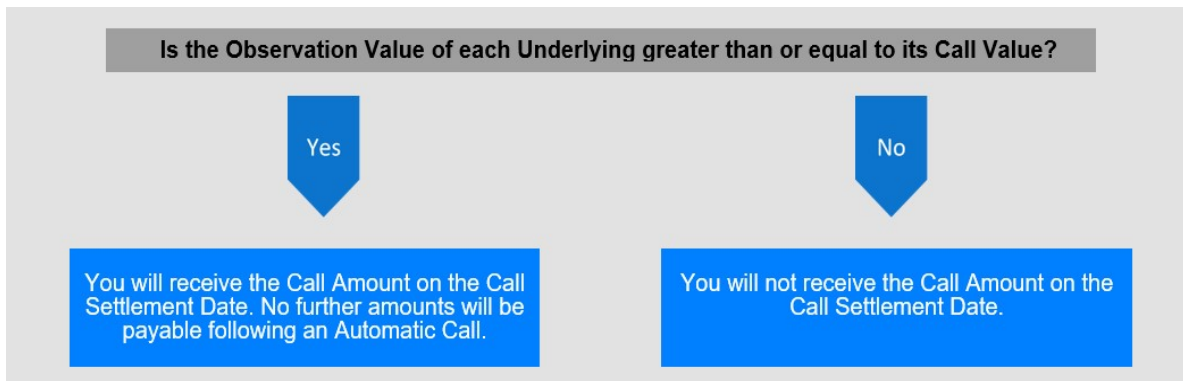 Is the Observation Value of each Underlying greater than or equal to its Call Value?
Yes
No
You will receive the Call Amount on the Call
Settlement Date. No further amounts will be
payable following an Automatic Call.
You will not receive the Call Amount on the
Call Settlement Date.